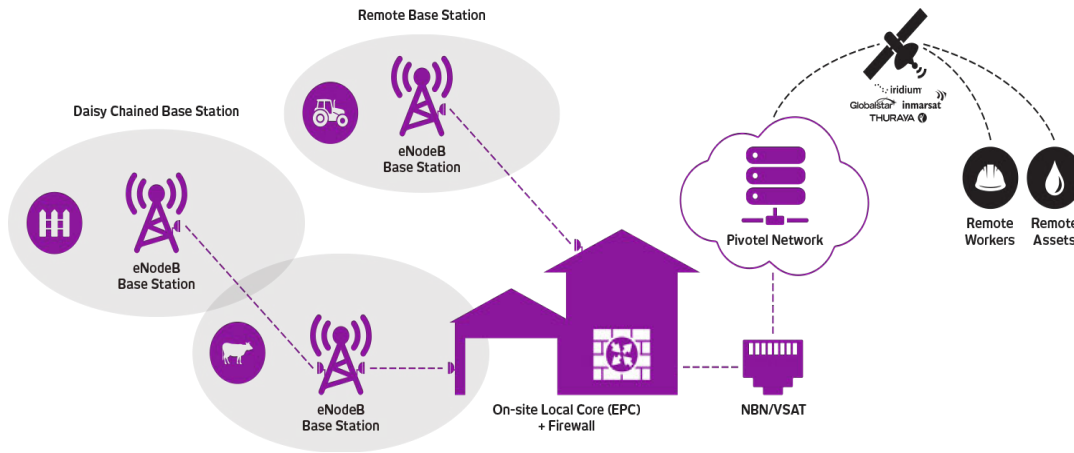 Remote Base Station
Daisy Chained Base Station
eNodeB
Base Station
eNodeB
Base Station
eNodeB
Base Station
On-site Local Core (EPC)
+ Firewall
NBN/VSAT
Pivotel Network
iridium
Globalstar inmarsat
THURAYA
Remote
Workers
Remote
Assets